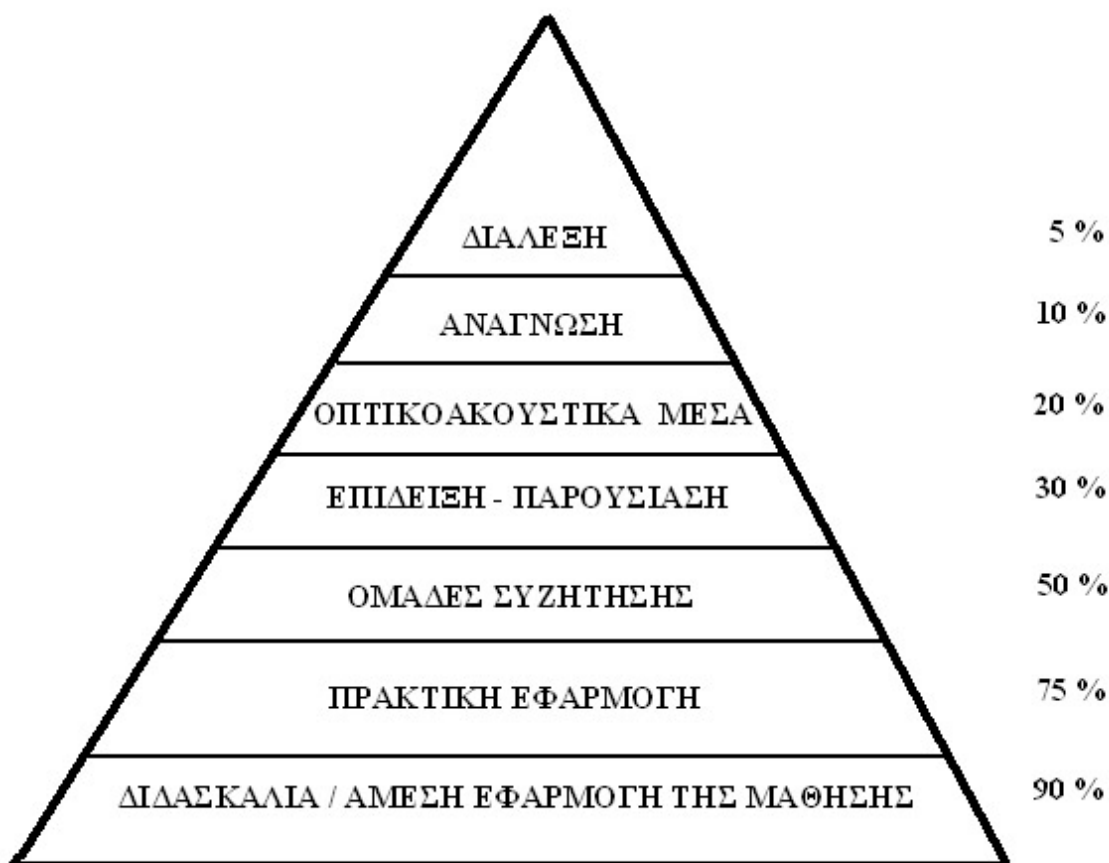 ΔΙΑΛΕΞΗ 5 %
ΑΝΑΓΝΩΣΗ 10 %
ΟΠΤΙΚΟΑΚΟΥΣΤΙΚΑ ΜΕΣΑ 20 %
ΕΠΙΔΕΙΞΗ - ΠΑΡΟΥΣΙΑΣΗ 30 %
ΟΜΑΔΕΣ ΣΥΖΗΤΗΣΗΣ 50 %
ΠΡΑΚΤΙΚΗ ΕΦΑΡΜΟΓΗ 75 %
ΔΙΔΑΣΚΑΛΙΑ / ΑΜΕΣΗ ΕΦΑΡΜΟΓΗ ΤΗΣ ΜΑΘΗΣΗΣ 90 %